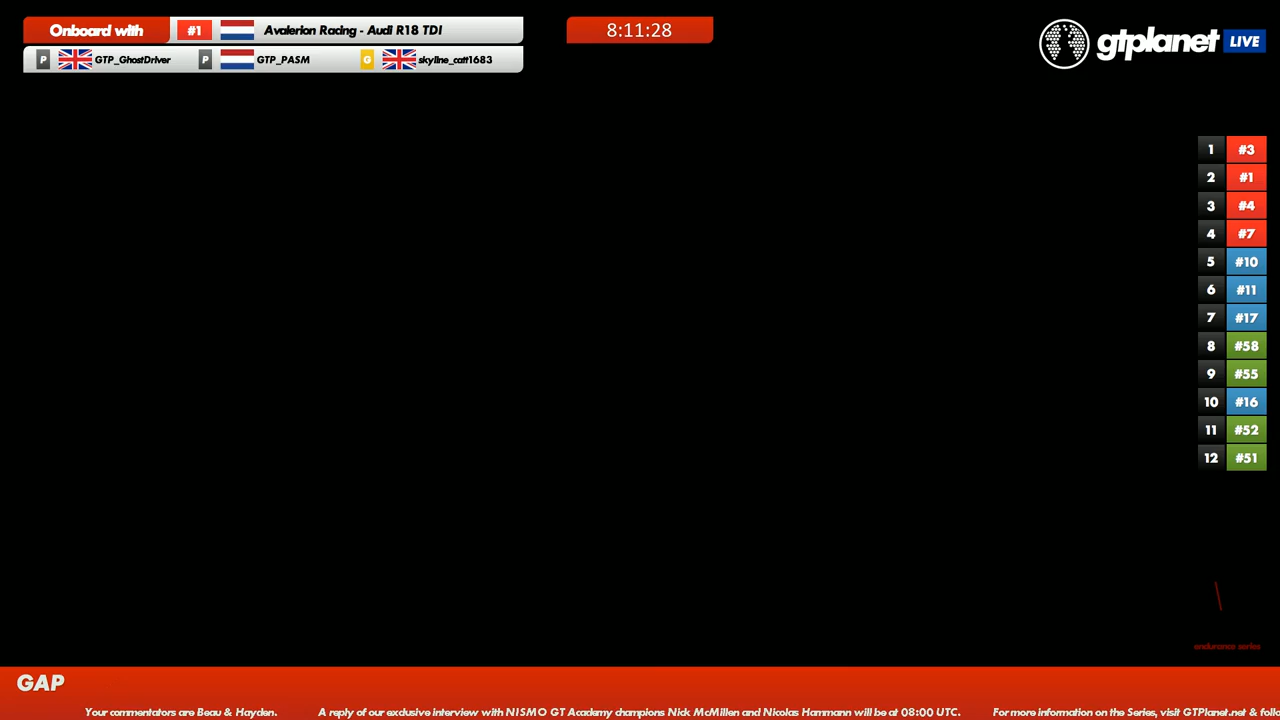 Onboard with #1 Avalerion Racing - Audi R18 TDI
P GTP_GhostDriver P GTP_PASM G skyline_catt1683
8:11:28
gtplanet LIVE
1 #3
2 #1
3 #4
4 #7
5 #10
6 #11
7 #17
8 #58
9 #55
10 #16
11 #52
12 #51
endurance series
GAP
Your commentators are Beau & Hayden. A reply of our exclusive interview with NISMO GT Academy champions Nick McMillen and Nicolas Hammann will be at 08:00 UTC. For more information on the Series, visit GTPlanet.net & follo